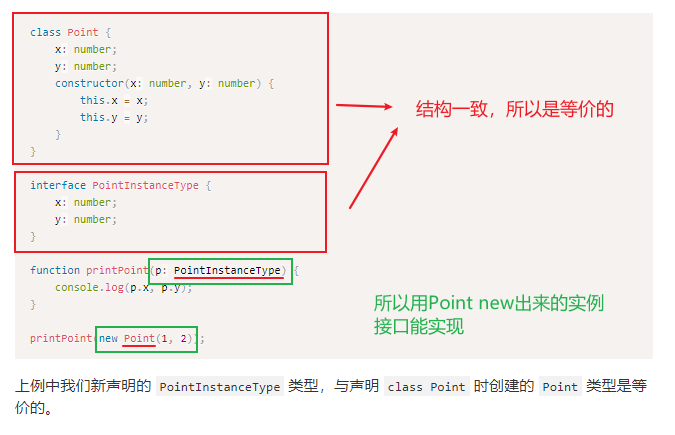 class Point {
x: number;
y: number;
constructor(x: number, y: number) {
this.x = x;
this.y = y;
}
}
结构一致，所以是等价的
interface PointInstanceType {
x: number;
y: number;
}
function printPoint(p: PointInstanceType) {
console.log(p.x, p.y);
}
所以用Point new出来的实例
接口能实现
printPoint(new Point(1, 2));
上例中我们新声明的 PointInstanceType 类型，与声明 class Point 时创建的 Point 类型是等
价的。